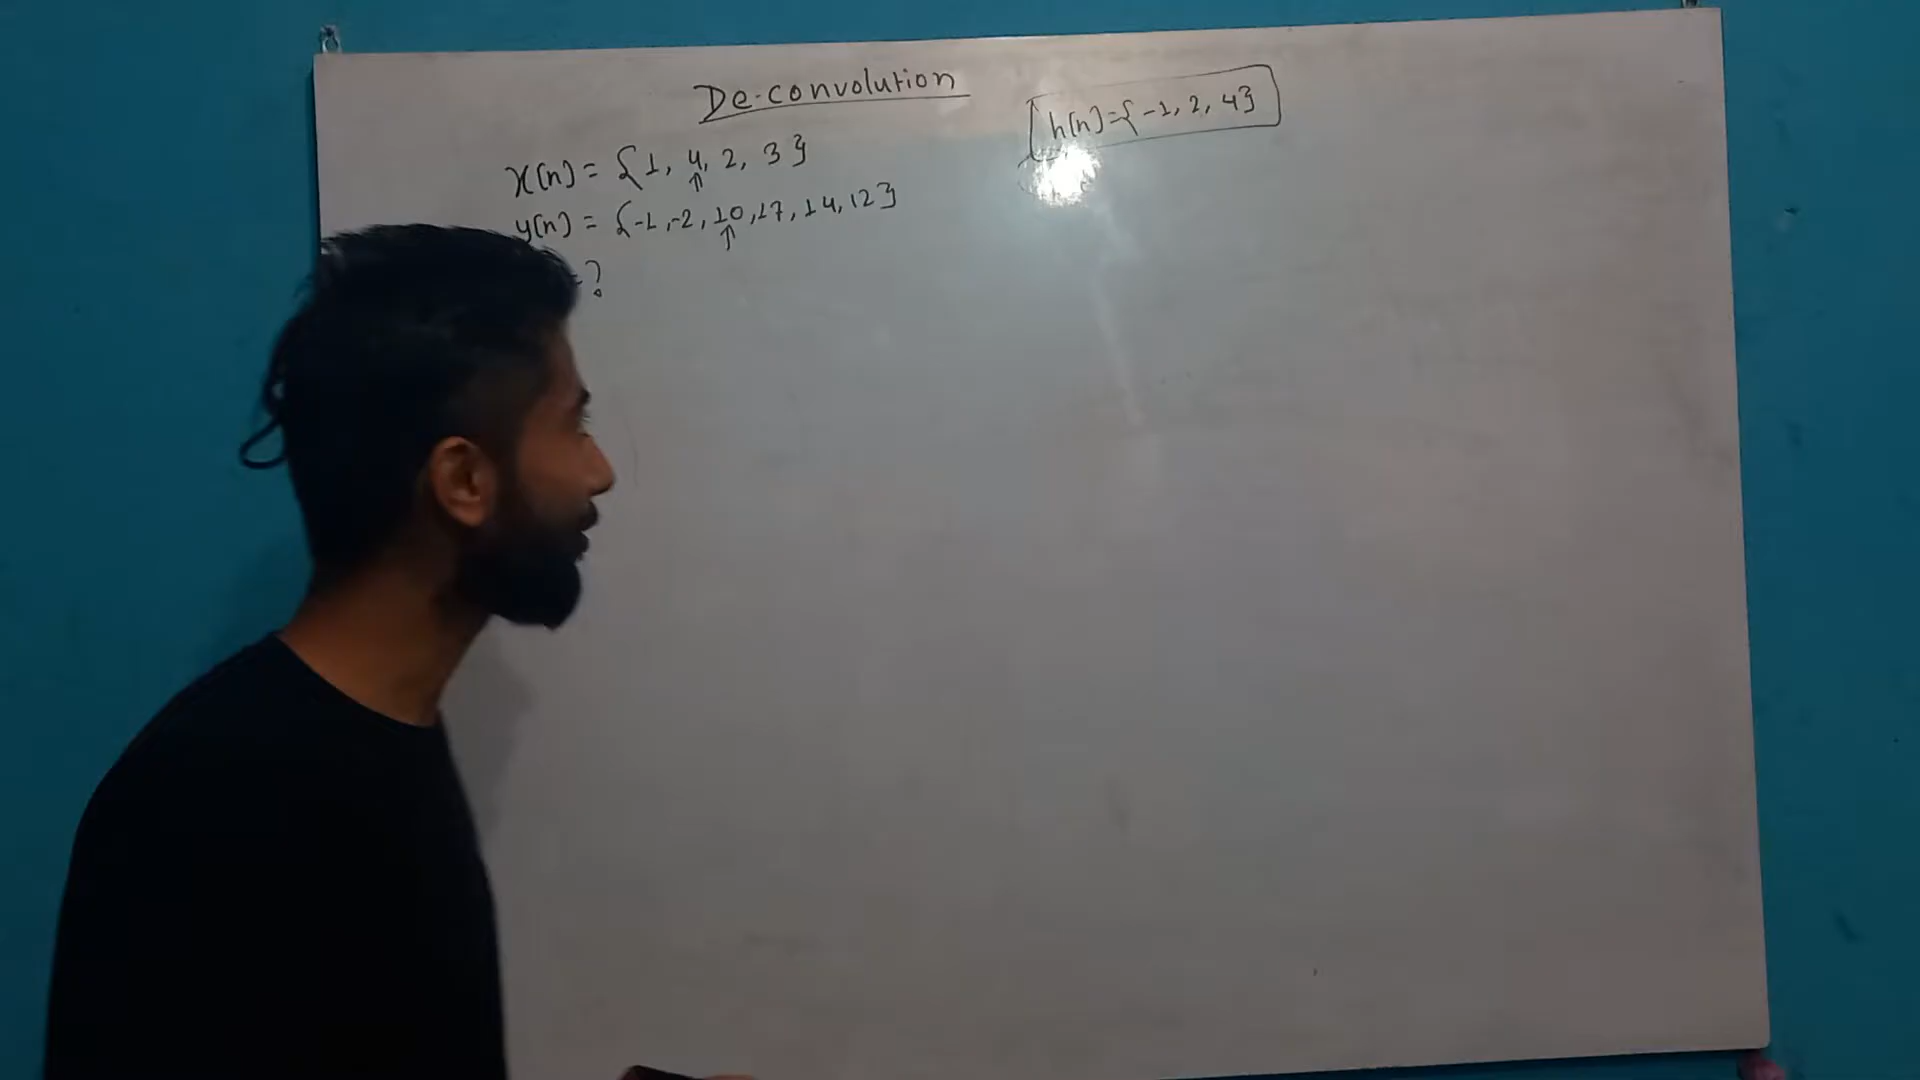 De-convolution
h(n)={-1, 2, 4}
x(n) = {1, 4, 2, 3}
↑
y(n) = {-1, -2, 10, 17, 14, 12}
↑
= ?